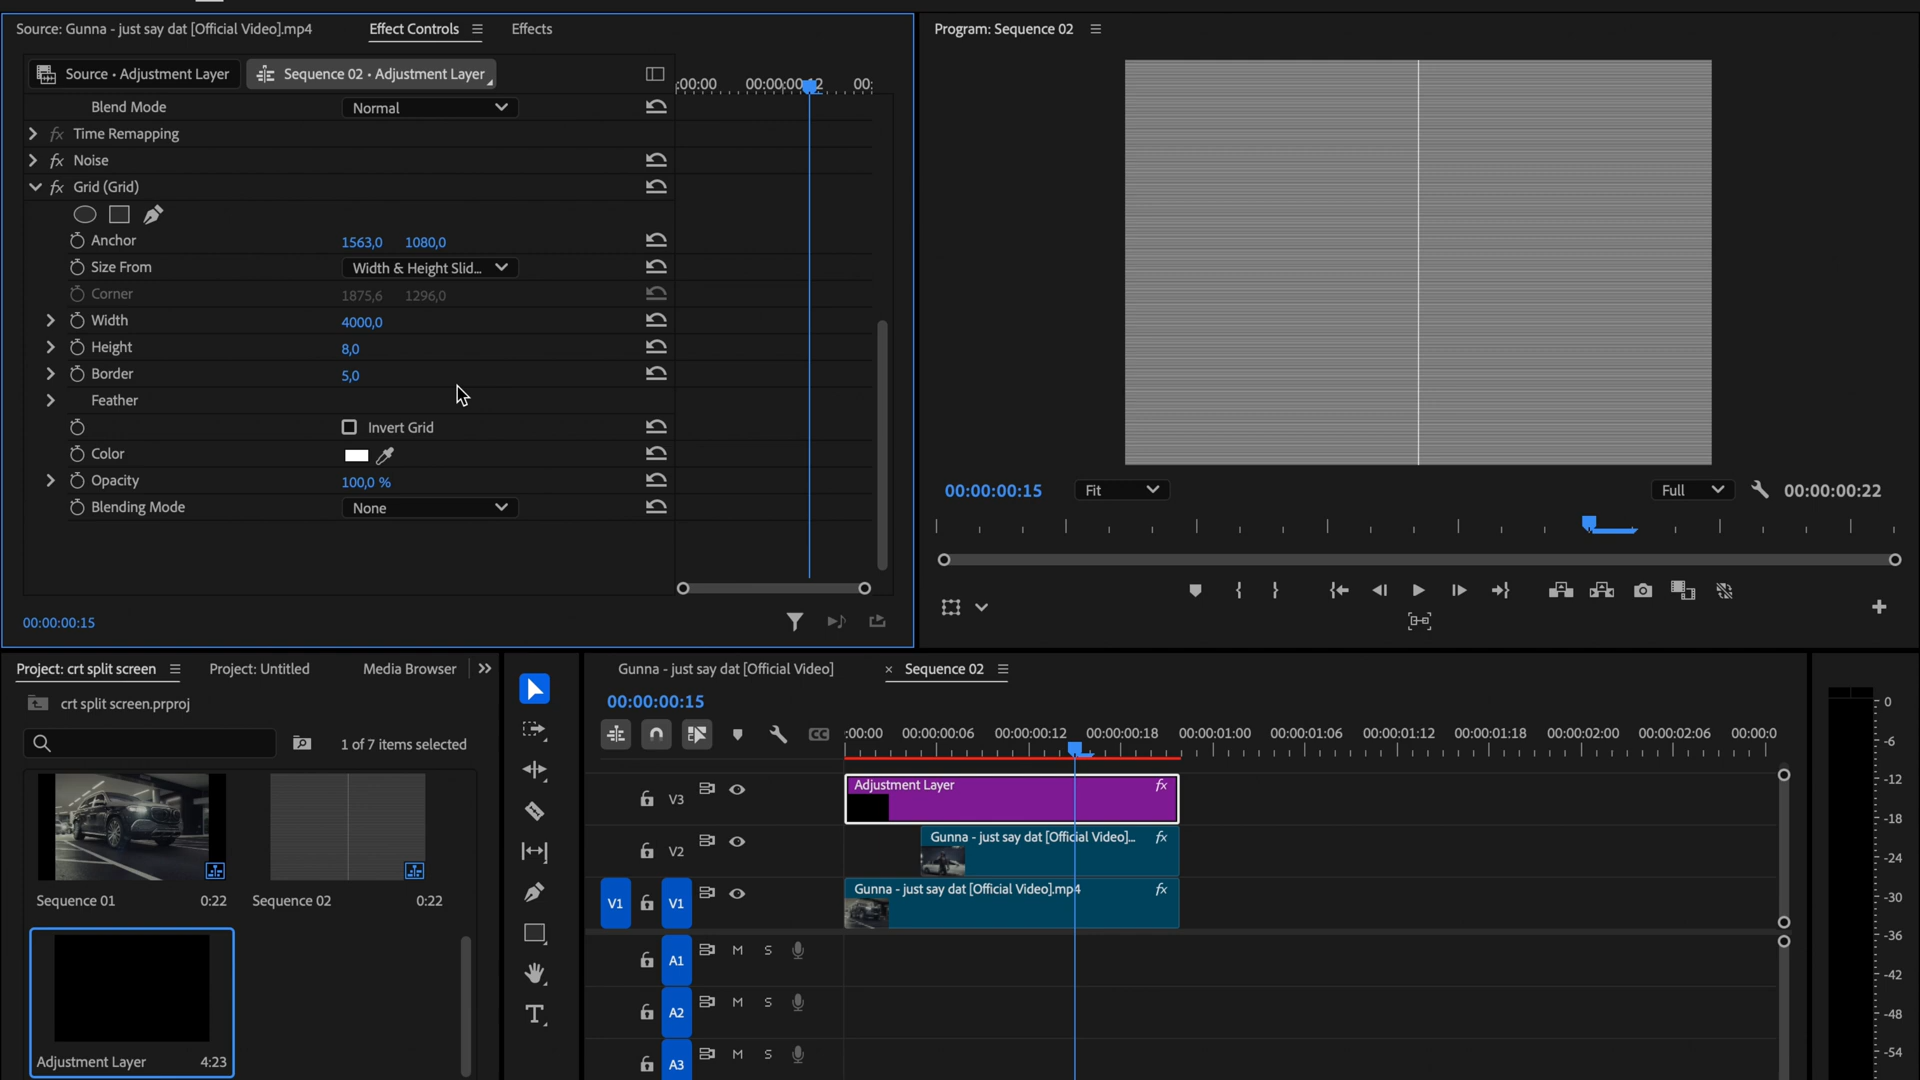 Source: Gunna - just say dat [Official Video].mp4
Effect Controls
Effects
Source • Adjustment Layer
Sequence 02 • Adjustment Layer
:00:00
00:00:00:12
00:
Blend Mode
Normal
fx Time Remapping
fx Noise
fx Grid (Grid)
Anchor 1563,0 1080,0
Size From Width & Height Slid...
Corner 1875,6 1296,0
Width 4000,0
Height 8,0
Border 5,0
Feather
Invert Grid
Color
Opacity 100,0 %
Blending Mode None
00:00:00:15
Program: Sequence 02
00:00:00:15
Fit
Full
00:00:00:22
Project: crt split screen
Project: Untitled
Media Browser
crt split screen.prproj
1 of 7 items selected
Sequence 01 0:22
Sequence 02 0:22
Adjustment Layer 4:23
Gunna - just say dat [Official Video]
× Sequence 02
00:00:00:15
CC
:00:00 00:00:00:06 00:00:00:12 00:00:00:18 00:00:01:00 00:00:01:06 00:00:01:12 00:00:01:18 00:00:02:00 00:00:02:06 00:00:0
V3
Adjustment Layer fx
V2
Gunna - just say dat [Official Video]... fx
V1 V1
Gunna - just say dat [Official Video].mp4 fx
A1 M S
A2 M S
A3 M S
0
-6
-12
-18
-24
-30
-36
-42
-48
-54